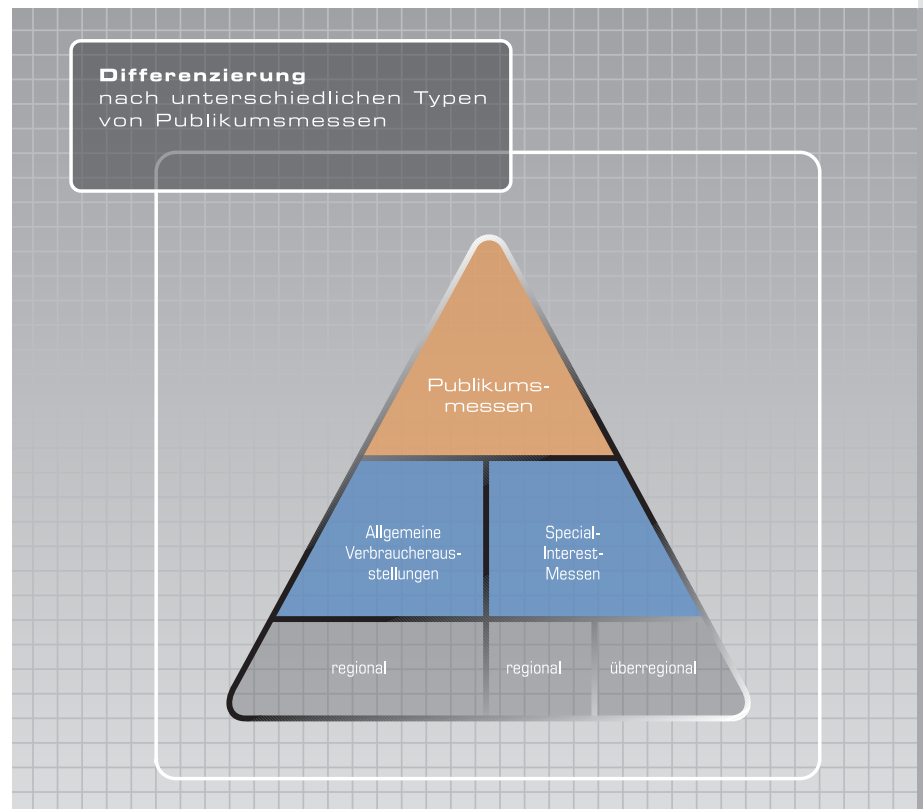 Differenzierung
nach unterschiedlichen Typen
von Publikumsmessen
Publikums-
messen
Allgemeine
Verbraucheraus-
stellungen
Special-
Interest-
Messen
regional
regional
überregional